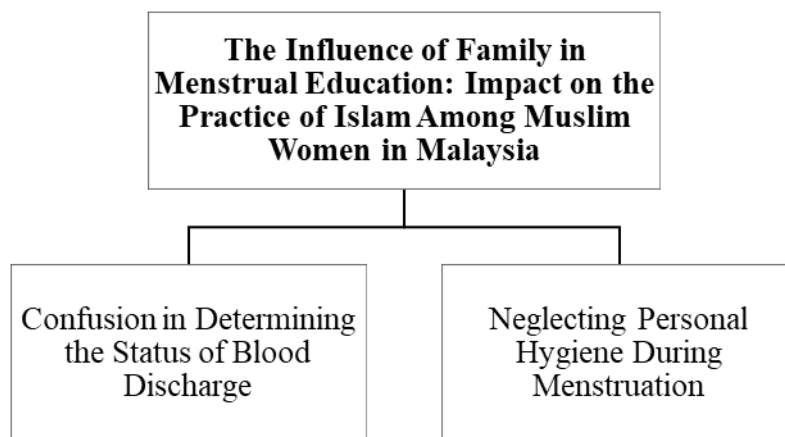 The Influence of Family in
Menstrual Education: Impact on the
Practice of Islam Among Muslim
Women in Malaysia
Confusion in Determining
the Status of Blood
Discharge
Neglecting Personal
Hygiene During
Menstruation